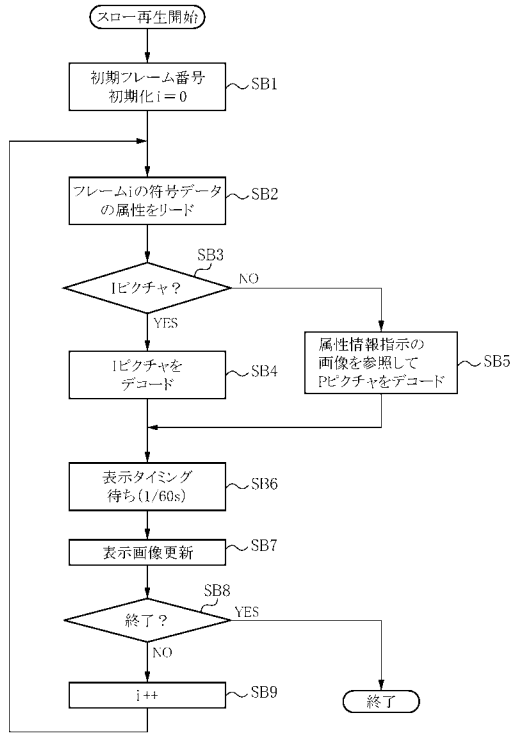 スロー再生開始
初期フレーム番号
初期化i＝0
SB1
フレームiの符号データ
の属性をリード
SB2
SB3
Iピクチャ？
NO
YES
Iピクチャを
デコード
SB4
属性情報指示の
画像を参照して
Pピクチャをデコード
SB5
表示タイミング
待ち(1/60s)
SB6
表示画像更新
SB7
SB8
終了？
YES
NO
i++
SB9
終了